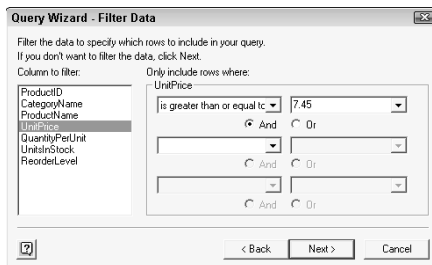 Query Wizard - Filter Data
Filter the data to specify which rows to include in your query.
If you don't want to filter the data, click Next.
Column to filter:
Only include rows where:
ProductID
CategoryName
ProductName
UnitPrice
QuantityPerUnit
UnitsInStock
ReorderLevel
UnitPrice
is greater than or equal to
7.45
And
Or
And
Or
And
Or
?
< Back
Next >
Cancel